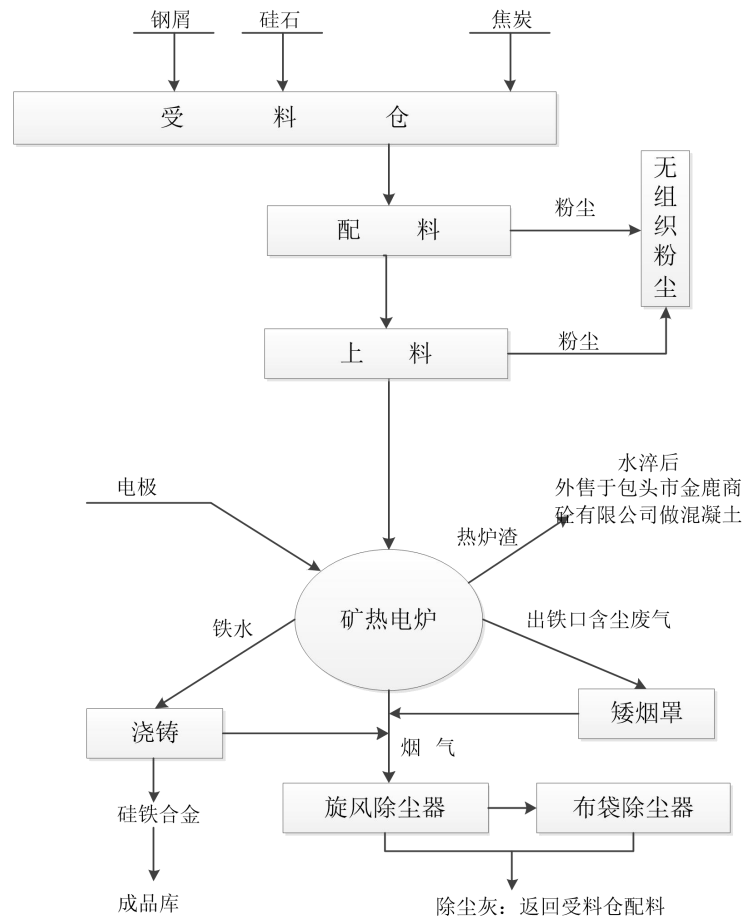 钢屑 硅石 焦炭
受 料 仓
无组织粉尘
粉尘
配 料
粉尘
上 料
水淬后
外售于包头市金鹿商
砼有限公司做混凝土
电极
热炉渣
矿热电炉
铁水
出铁口含尘废气
浇铸
矮烟罩
烟 气
硅铁合金
旋风除尘器
布袋除尘器
成品库
除尘灰：返回受料仓配料